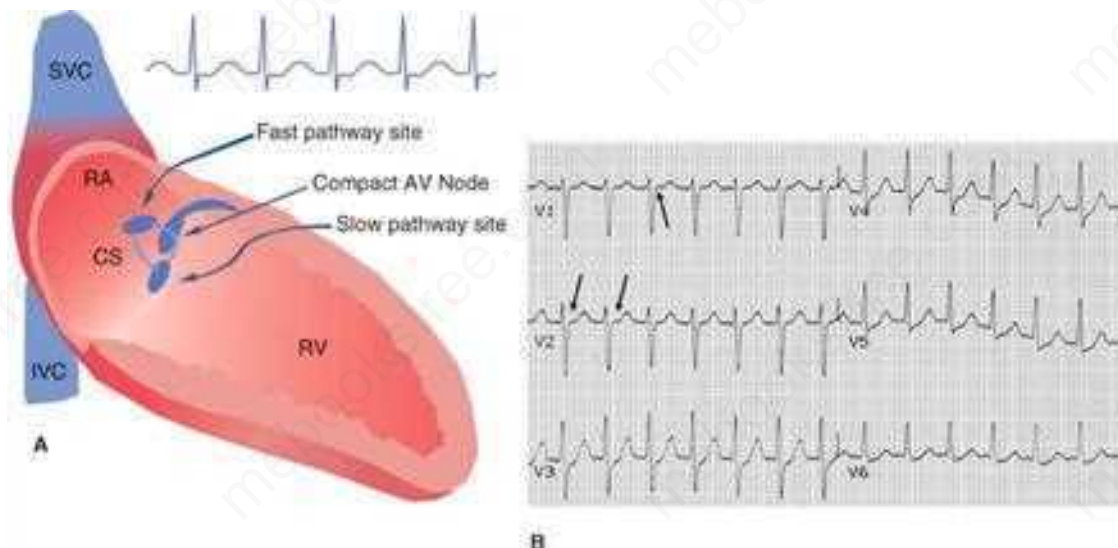 SVC
Fast pathway site
RA
Compact AV Node
Slow pathway site
CS
RV
IVC
A
V1
V4
V2
V5
V3
V6
B